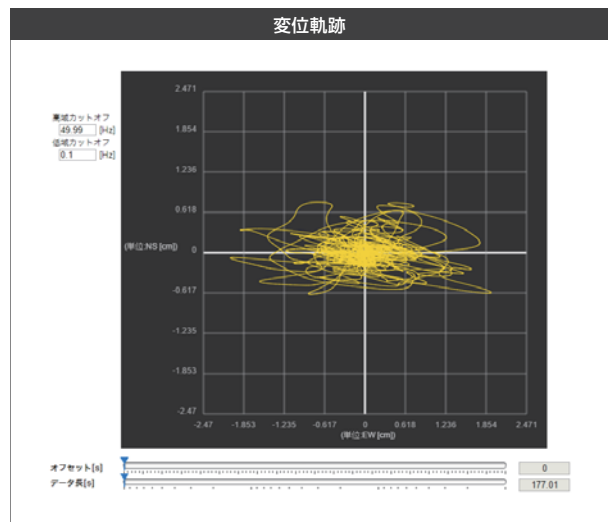 変位軌跡
高域カットオフ
49.99 [Hz]
低域カットオフ
0.1 [Hz]
2.471
1.854
1.236
0.618
(単位:NS [cm])
0
-0.617
-1.235
-1.853
-2.47
-2.47 -1.853 -1.235 -0.617 0 0.618 1.236 1.854 2.471
(単位:EW [cm])
オフセット[s] 0
データ長[s] 177.01